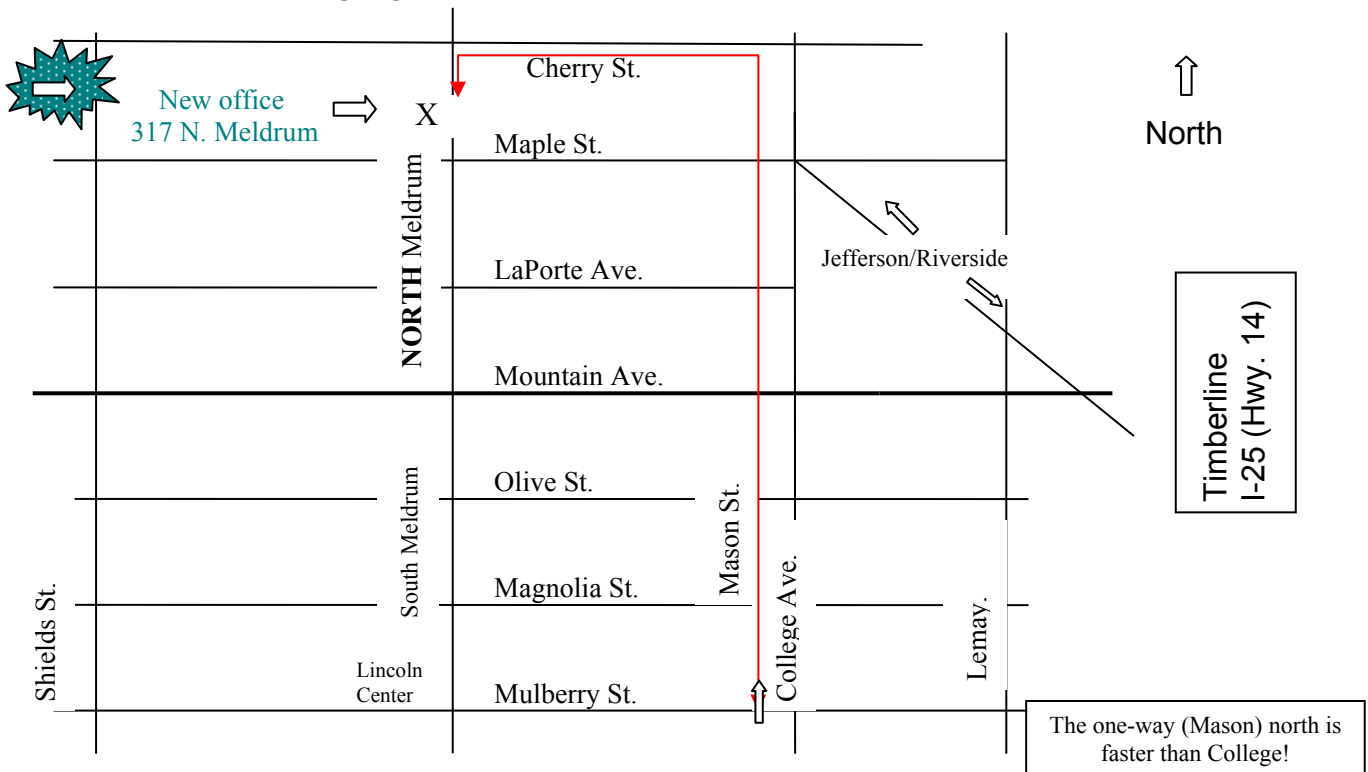 Cherry St.
New office
317 N. Meldrum
X
North
Maple St.
NORTH Meldrum
Jefferson/Riverside
LaPorte Ave.
Timberline
I-25 (Hwy. 14)
Mountain Ave.
Olive St.
South Meldrum
Mason St.
Magnolia St.
College Ave.
Shields St.
Lemay.
Lincoln
Center
Mulberry St.
The one-way (Mason) north is
faster than College!